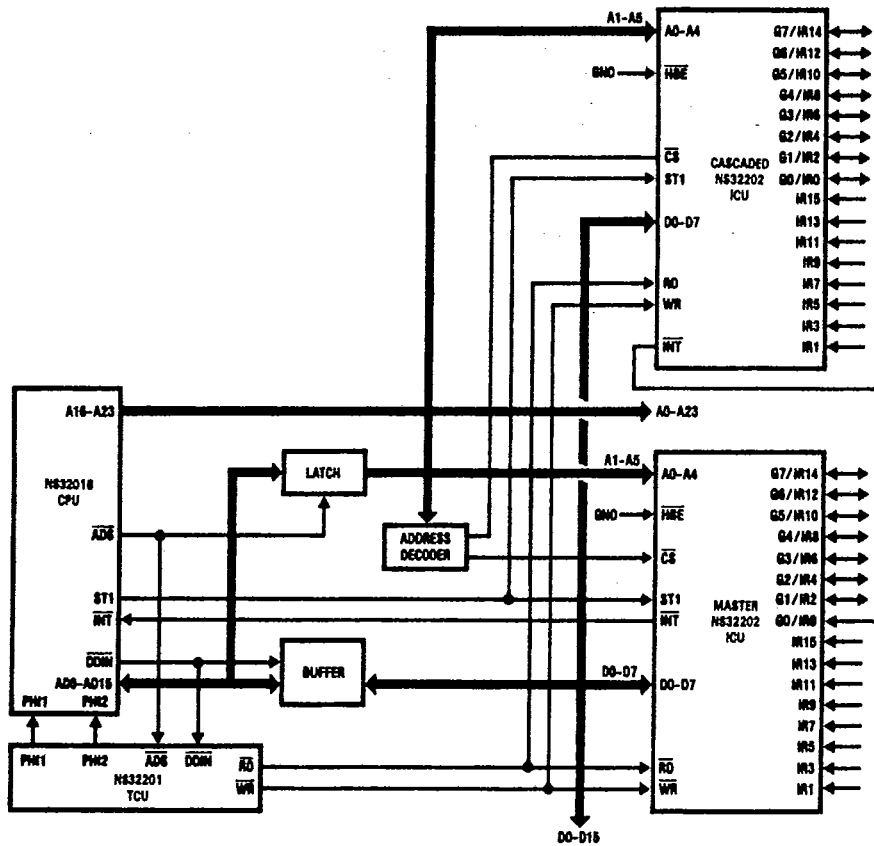 A1-A5
A0-A4
GND
HBE
CS
ST1
D0-D7
RD
WR
INT
CASCADED
NS32202
ICU
G7/IR14
G6/IR12
G5/IR10
G4/IR8
G3/IR6
G2/IR4
G1/IR2
G0/IR0
IR15
IR13
IR11
IR9
IR7
IR5
IR3
IR1
A16-A23
A0-A23
NS32016
CPU
ADS
ST1
INT
DDIN
AD0-AD15
PHI1
PHI2
LATCH
ADDRESS
DECODER
BUFFER
A1-A5
D0-D7
GND
A0-A4
HBE
CS
ST1
INT
D0-D7
RD
WR
MASTER
NS32202
ICU
G7/IR14
G6/IR12
G5/IR10
G4/IR8
G3/IR6
G2/IR4
G1/IR2
G0/IR0
IR15
IR13
IR11
IR9
IR7
IR5
IR3
IR1
PHI1
PHI2
ADS
DDIN
RD
WR
NS32201
TCU
D0-D15